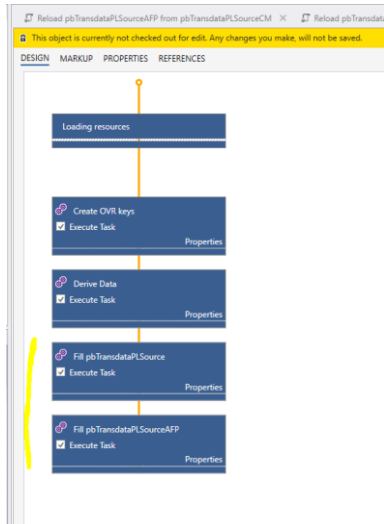 Reload pbTransdataPLSourceAFP from pbTransdataPLSourceCM
Reload pbTransdata
This object is currently not checked out for edit. Any changes you make, will not be saved.
DESIGN MARKUP PROPERTIES REFERENCES
Loading resources
Create OVR keys
Execute Task
Properties
Derive Data
Execute Task
Properties
Fill pbTransdataPLSource
Execute Task
Properties
Fill pbTransdataPLSourceAFP
Execute Task
Properties